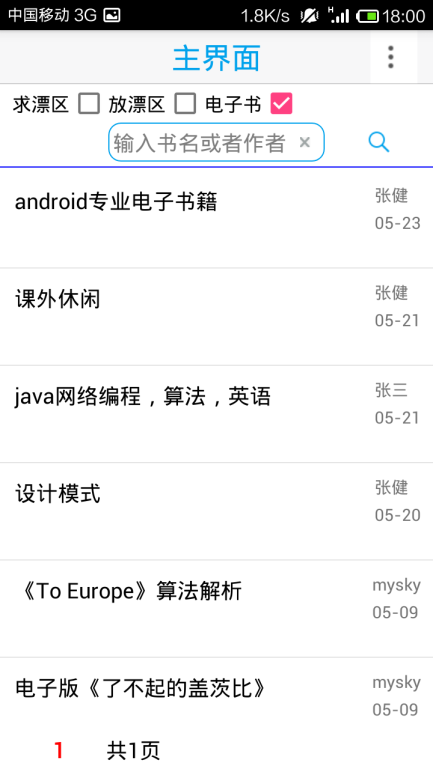 中国移动 3G 1.8K/s H 18:00
主界面
求漂区 放漂区 电子书
输入书名或者作者 ×
android专业电子书籍 张健
05-23
课外休闲 张健
05-21
java网络编程，算法，英语 张三
05-21
设计模式 张健
05-20
《To Europe》算法解析 mysky
05-09
电子版《了不起的盖茨比》 mysky
05-09
1 共1页